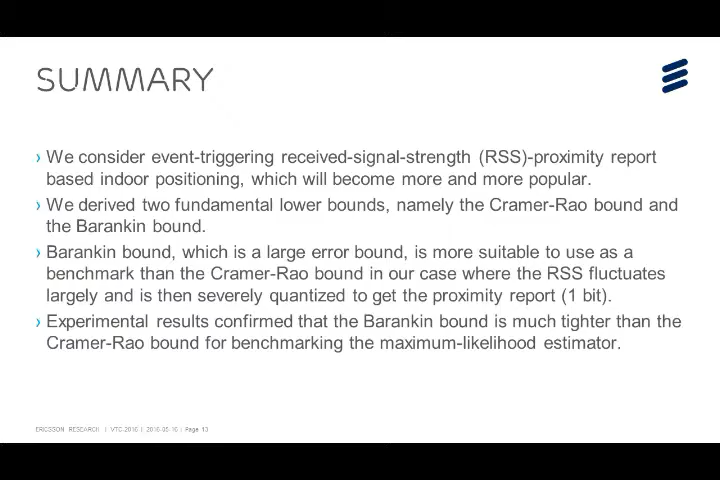 SUMMARY
› We consider event-triggering received-signal-strength (RSS)-proximity report
based indoor positioning, which will become more and more popular.
› We derived two fundamental lower bounds, namely the Cramer-Rao bound and
the Barankin bound.
› Barankin bound, which is a large error bound, is more suitable to use as a
benchmark than the Cramer-Rao bound in our case where the RSS fluctuates
largely and is then severely quantized to get the proximity report (1 bit).
› Experimental results confirmed that the Barankin bound is much tighter than the
Cramer-Rao bound for benchmarking the maximum-likelihood estimator.
ERICSSON RESEARCH | VTC-2016 | 2016-05-16 | Page 13